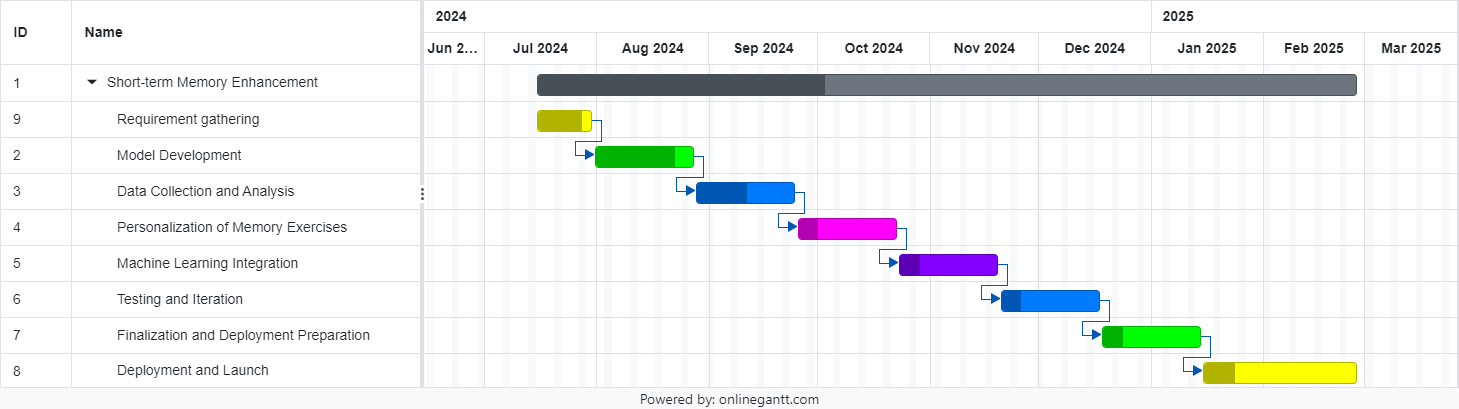 2024 2025
ID Name Jun 2... Jul 2024 Aug 2024 Sep 2024 Oct 2024 Nov 2024 Dec 2024 Jan 2025 Feb 2025 Mar 2025
1 Short-term Memory Enhancement
9 Requirement gathering
2 Model Development
3 Data Collection and Analysis
4 Personalization of Memory Exercises
5 Machine Learning Integration
6 Testing and Iteration
7 Finalization and Deployment Preparation
8 Deployment and Launch
Powered by: onlinegantt.com